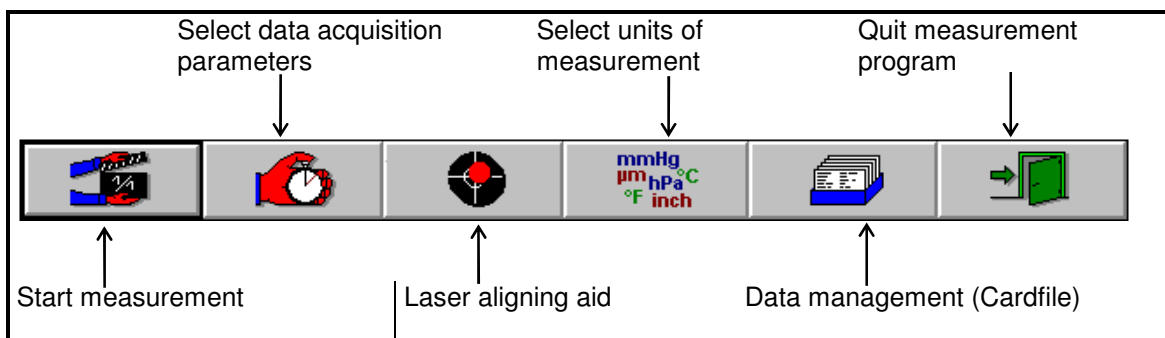 Select data acquisition
parameters
Select units of
measurement
Quit measurement
program
1/1
mmHg
µm hPa °C
°F inch
Start measurement
Laser aligning aid
Data management (Cardfile)